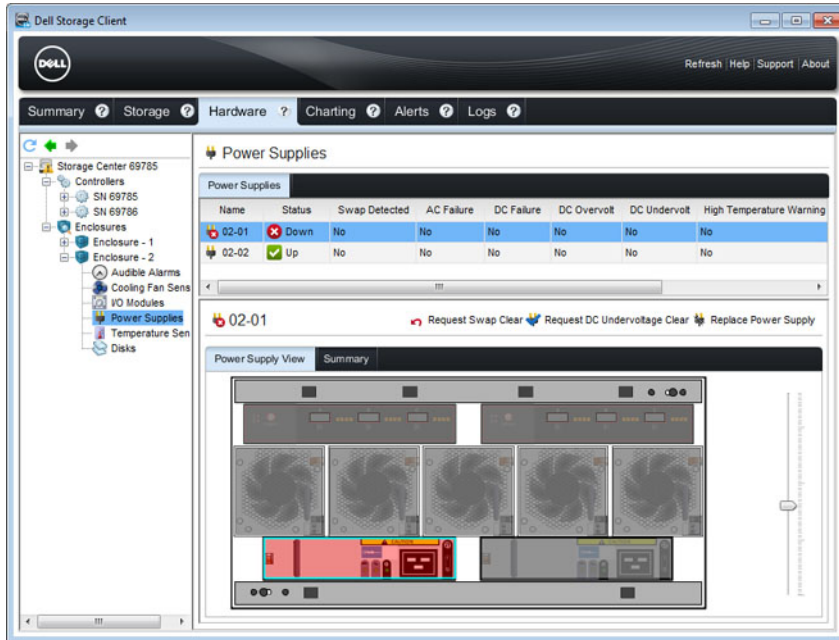 Dell Storage Client
DELL
Refresh | Help | Support | About
Summary ? Storage ? Hardware ? Charting ? Alerts ? Logs ?
Storage Center 69785
Controllers
SN 69785
SN 69786
Enclosures
Enclosure - 1
Enclosure - 2
Audible Alarms
Cooling Fan Sens
I/O Modules
Power Supplies
Temperature Sen
Disks
Power Supplies
Power Supplies
Name Status Swap Detected AC Failure DC Failure DC Overvolt DC Undervolt High Temperature Warning
02-01 Down No No No No No No
02-02 Up No No No No No No
02-01 Request Swap Clear Request DC Undervoltage Clear Replace Power Supply
Power Supply View Summary
CAUTION